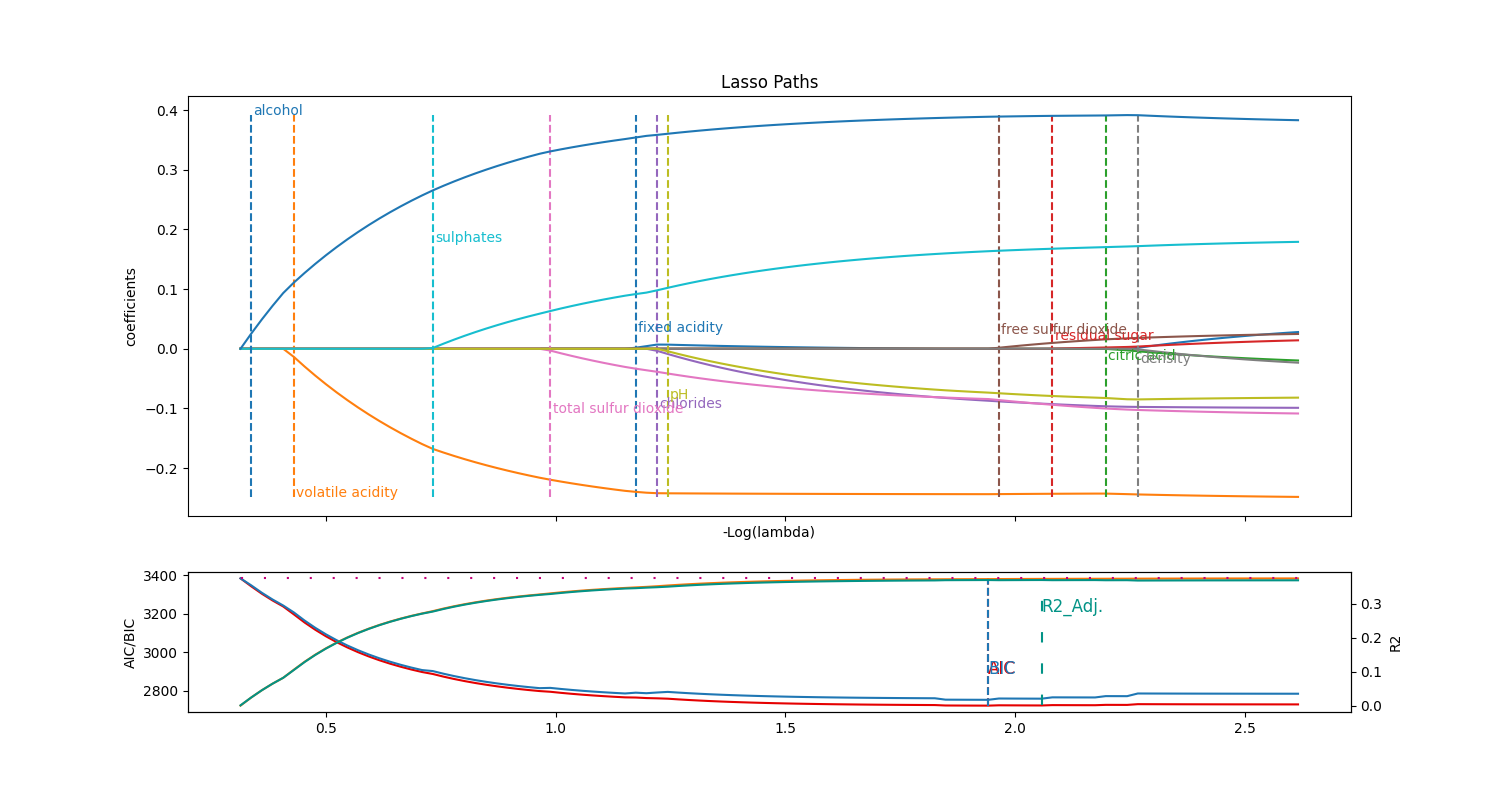 Lasso Paths
0.4
0.3
0.2
0.1
0.0
−0.1
−0.2
coefficients
alcohol
sulphates
fixed acidity
free sulfur dioxide
residual sugar
citric acid
density
pH
chlorides
total sulfur dioxide
volatile acidity
-Log(lambda)
3400
3200
3000
2800
AIC/BIC
R2_Adj.
AIC
BIC
0.3
0.2
0.1
0.0
R2
0.5
1.0
1.5
2.0
2.5